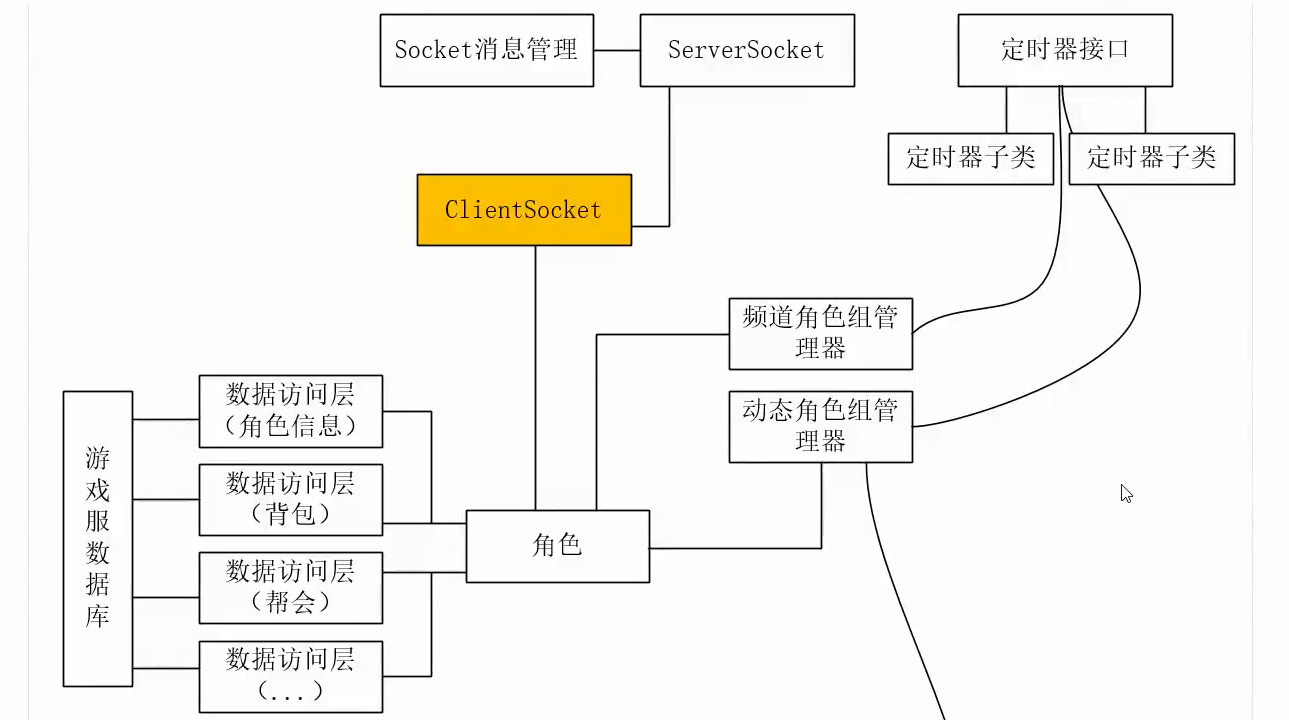 Socket消息管理
ServerSocket
定时器接口
定时器子类
定时器子类
ClientSocket
频道角色组管
理器
动态角色组管
理器
数据访问层
（角色信息）
数据访问层
（背包）
数据访问层
（帮会）
数据访问层
（...）
游
戏
服
数
据
库
角色